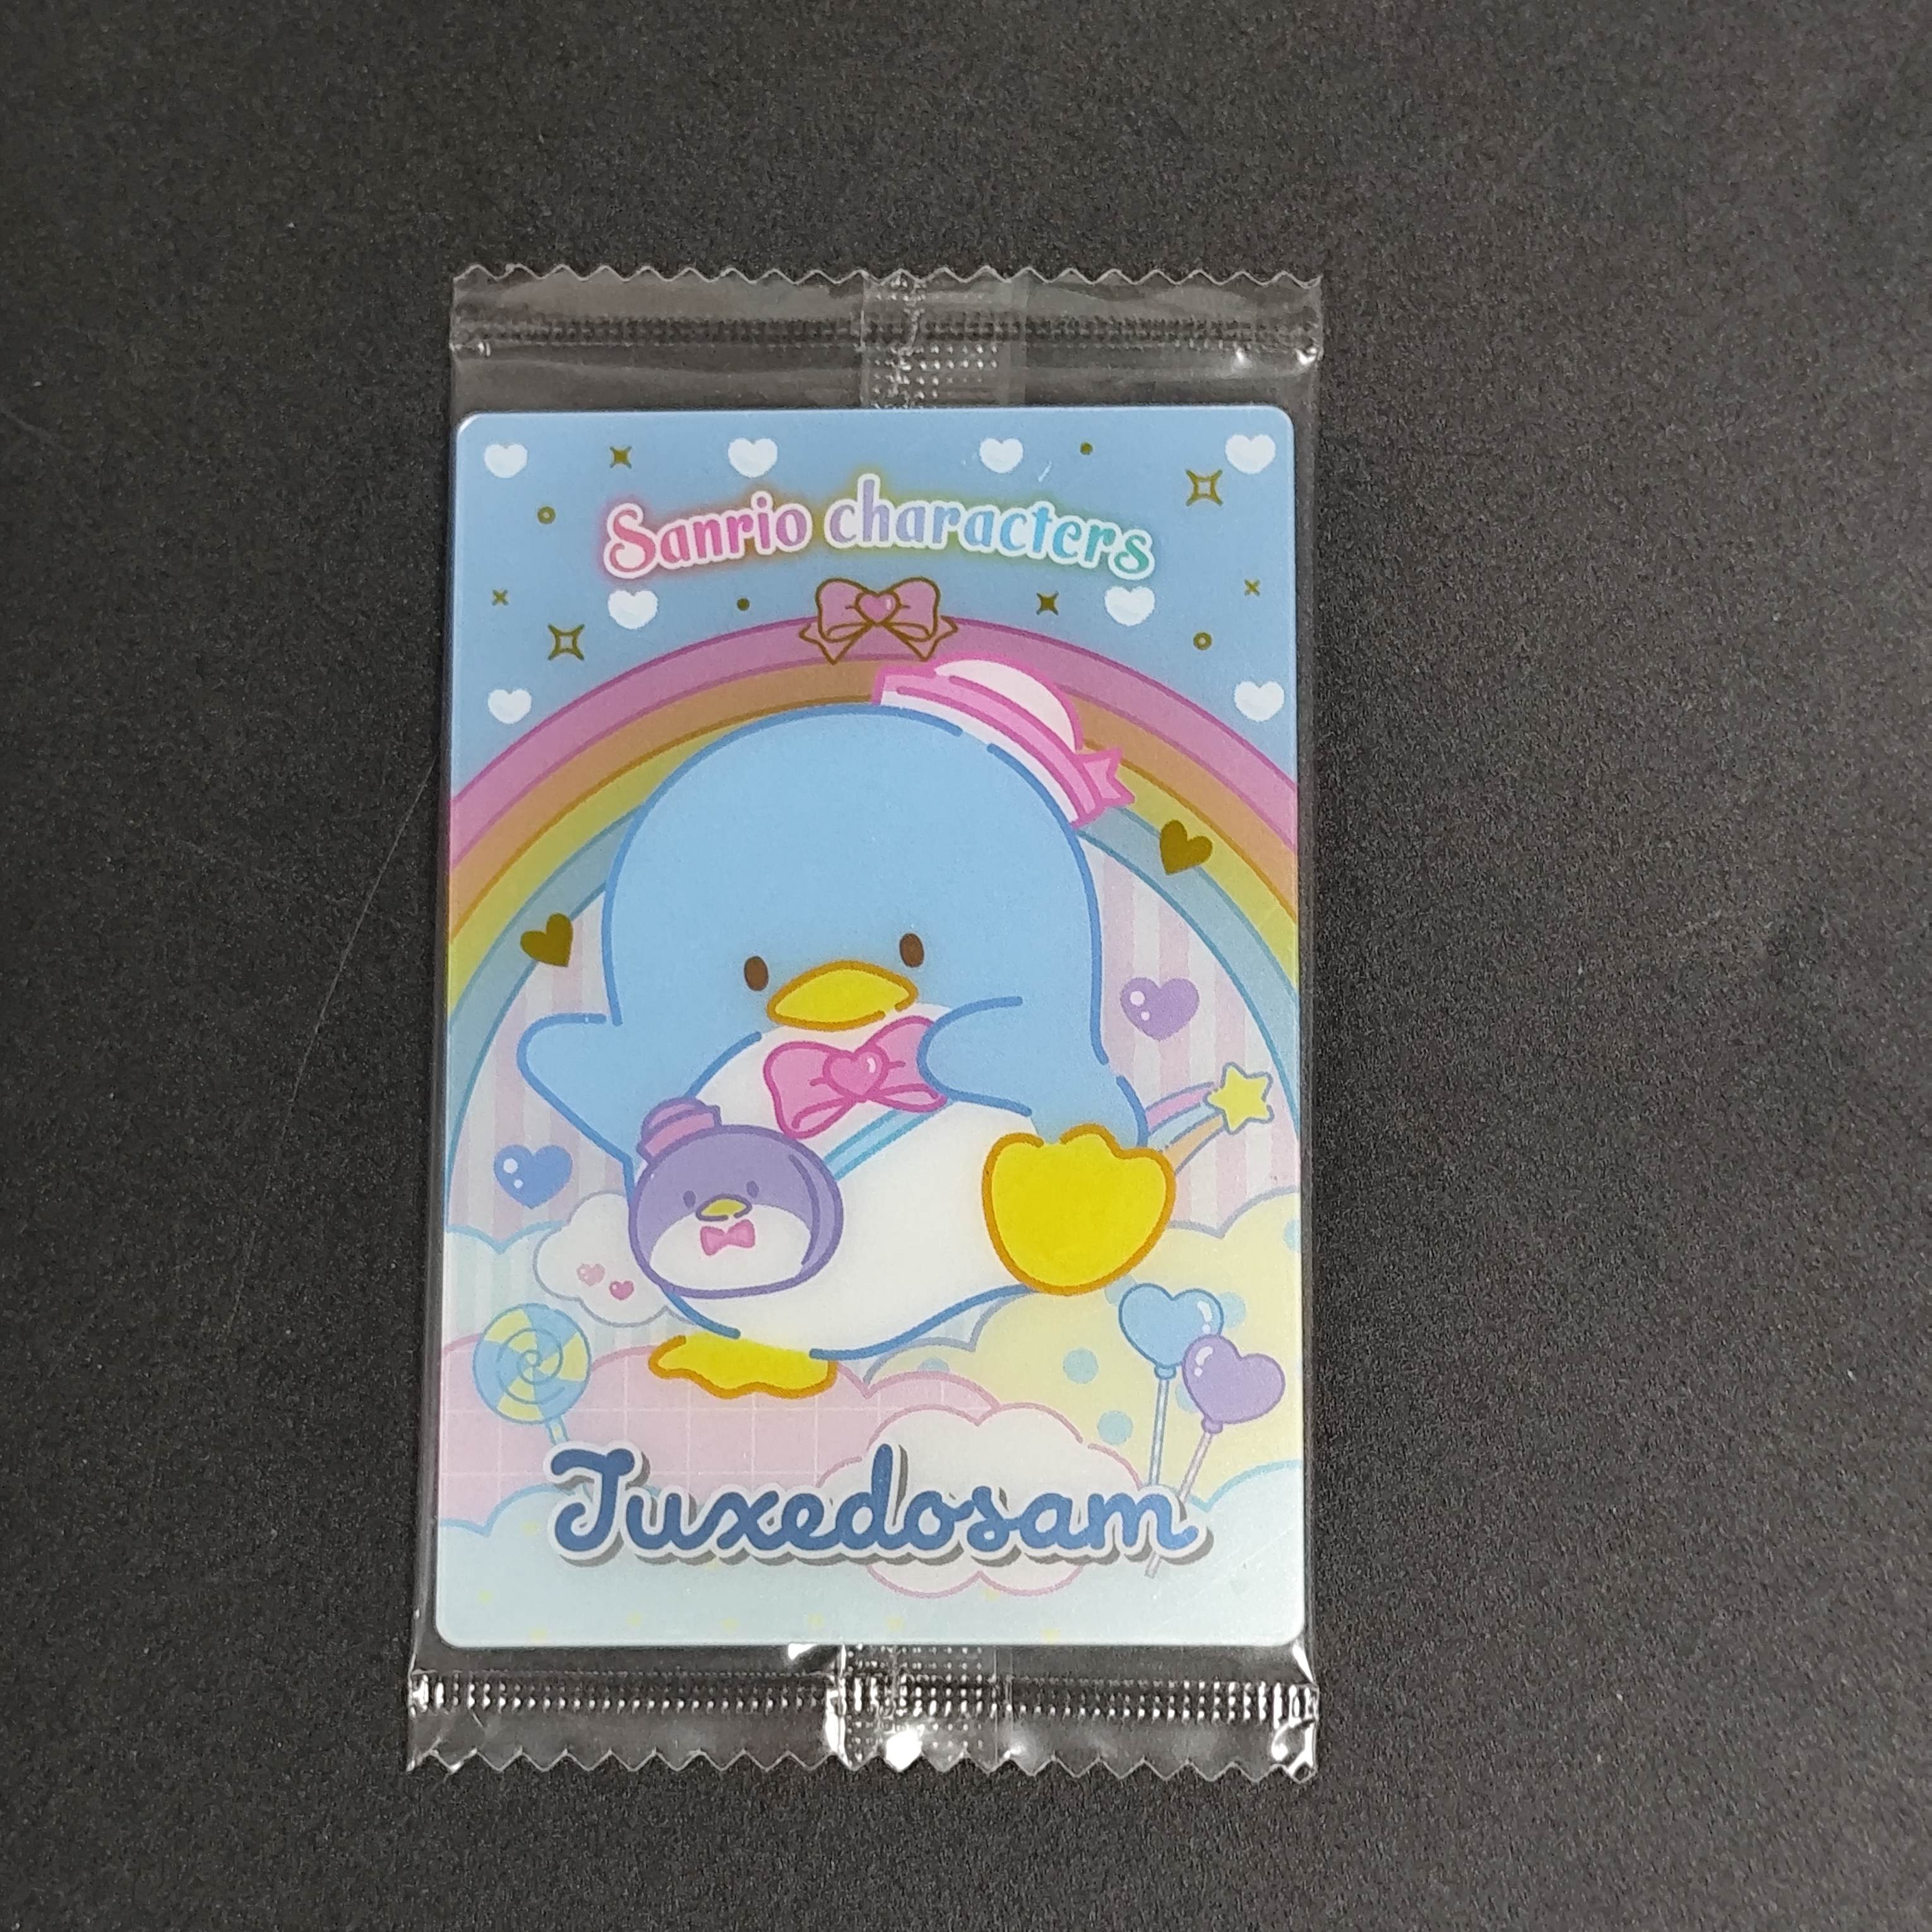 Sanrio characters
Tuxedosam